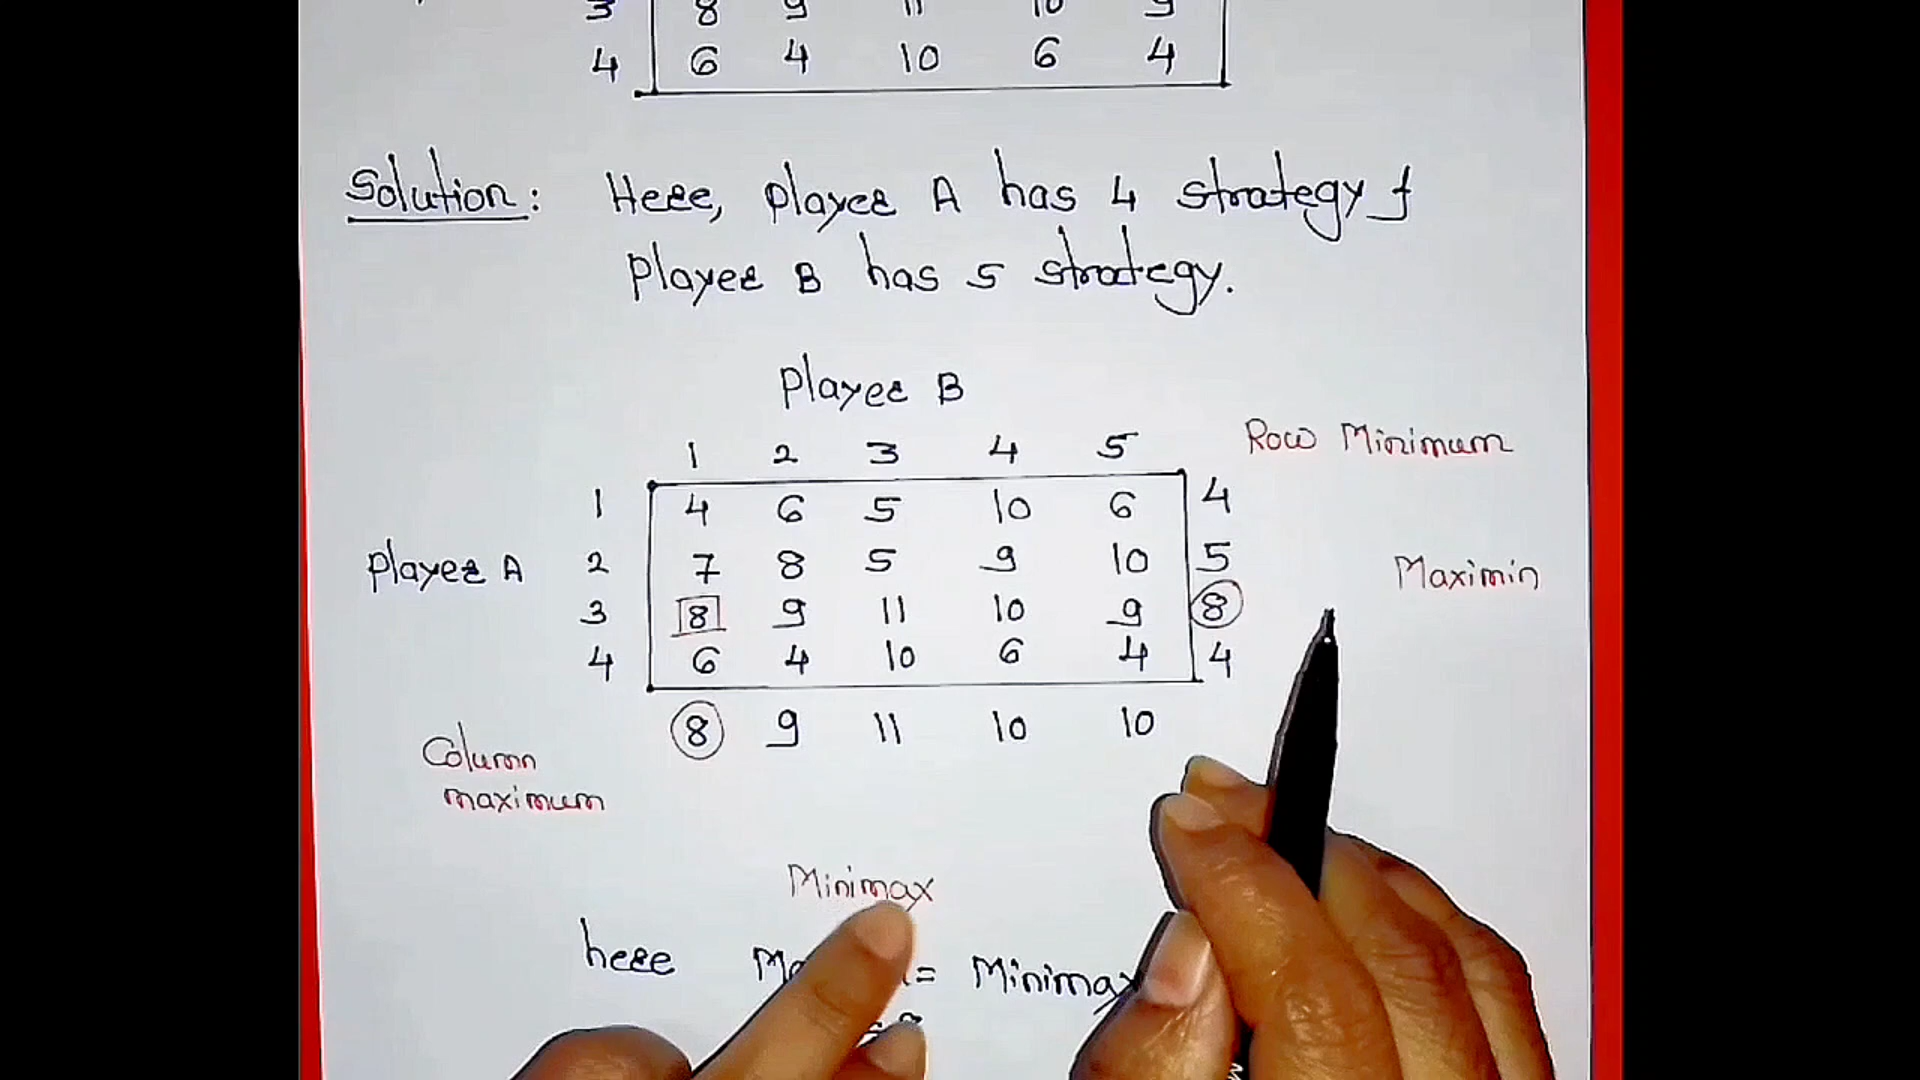 3 8 9 11 10 9
4 6 4 10 6 4
Solution: Here, player A has 4 strategy &
player B has 5 strategy.
player B
1 2 3 4 5 Row Minimum
1 4 6 5 10 6 4
player A 2 7 8 5 9 10 5 Maximin
3 8 9 11 10 9 8
4 6 4 10 6 4 4
8 9 11 10 10
Column
maximum
Minimax
here = Minimax